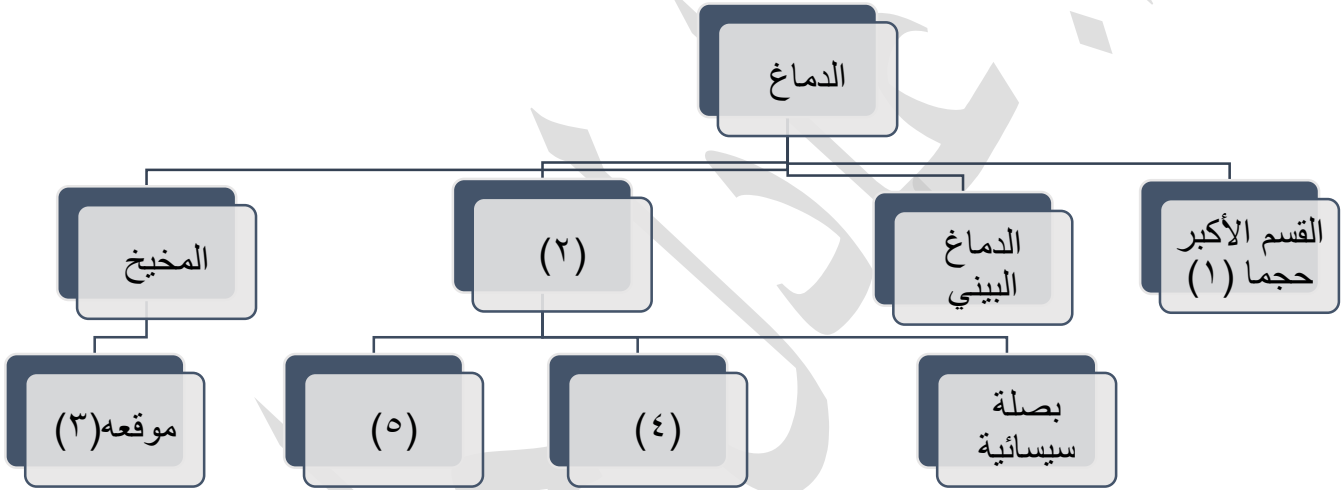 الدماغ
القسم الأكبر
حجما (١)
الدماغ
البيني
(٢)
المخيخ
بصلة
سيسائية
(٤)
(٥)
موقعه(٣)